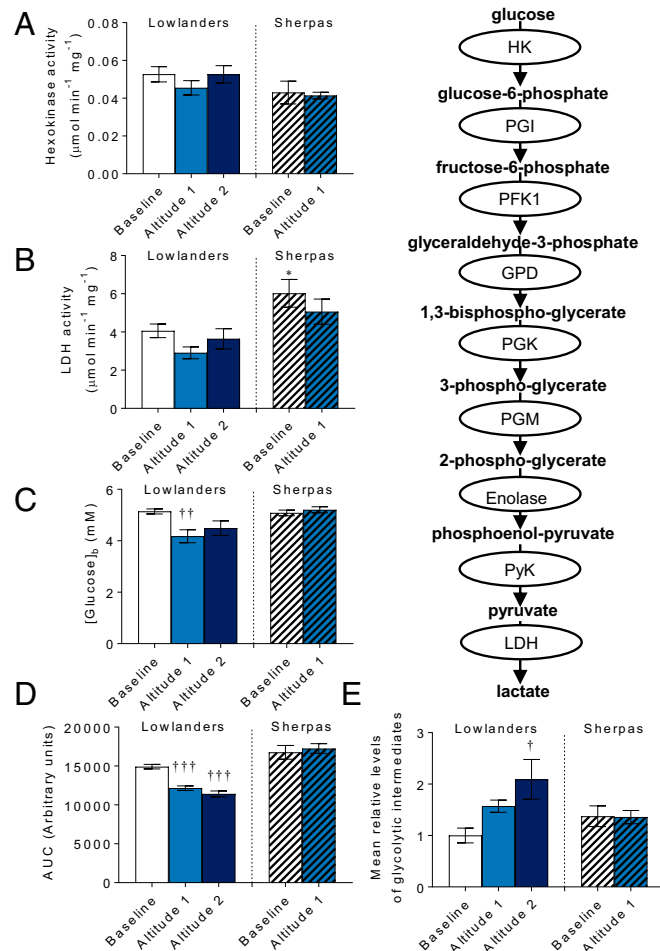 A
Lowlanders
Sherpas
Hexokinase activity
(μmol min⁻¹ mg⁻¹)
0.08
0.06
0.04
0.02
0.00
Baseline
Altitude 1
Altitude 2
Baseline
Altitude 1
B
Lowlanders
Sherpas
LDH activity
(μmol min⁻¹ mg⁻¹)
8
6
4
2
0
*
Baseline
Altitude 1
Altitude 2
Baseline
Altitude 1
C
Lowlanders
Sherpas
[Glucose]b (mM)
6
4
2
0
††
Baseline
Altitude 1
Altitude 2
Baseline
Altitude 1
D
Lowlanders
Sherpas
AUC (Arbitrary units)
20000
15000
10000
5000
0
†††
†††
Baseline
Altitude 1
Altitude 2
Baseline
Altitude 1
glucose
HK
glucose-6-phosphate
PGI
fructose-6-phosphate
PFK1
glyceraldehyde-3-phosphate
GPD
1,3-bisphospho-glycerate
PGK
3-phospho-glycerate
PGM
2-phospho-glycerate
Enolase
phosphoenol-pyruvate
PyK
pyruvate
LDH
lactate
E
Lowlanders
Sherpas
Mean relative levels
of glycolytic intermediates
3
2
1
0
†
Baseline
Altitude 1
Altitude 2
Baseline
Altitude 1